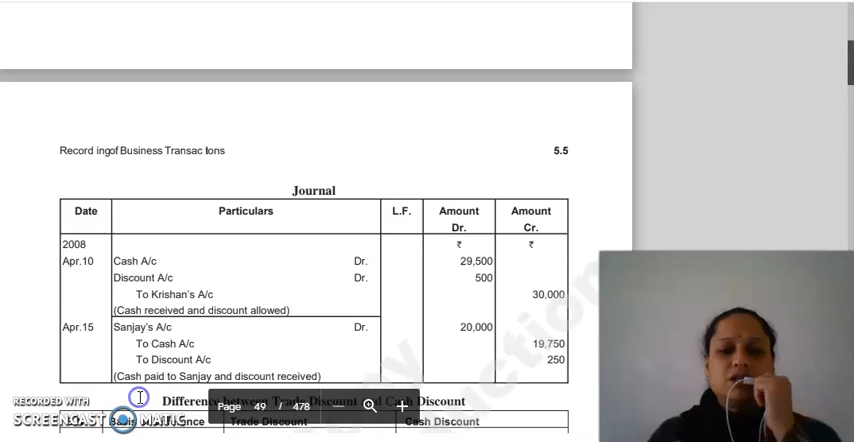 Record ingof Business Transac tions 5.5
Journal
Date Particulars L.F. Amount Dr. Amount Cr.
2008 ₹ ₹
Apr.10 Cash A/c Dr. 29,500
Discount A/c Dr. 500
To Krishan's A/c 30,000
(Cash received and discount allowed)
Apr.15 Sanjay's A/c Dr. 20,000
To Cash A/c 19,750
To Discount A/c 250
(Cash paid to Sanjay and discount received)
Difference between Trade Discount and Cash Discount
Trade Discount Cash Discount
Page 49 / 478
RECORDED WITH
SCREENCAST MATIC